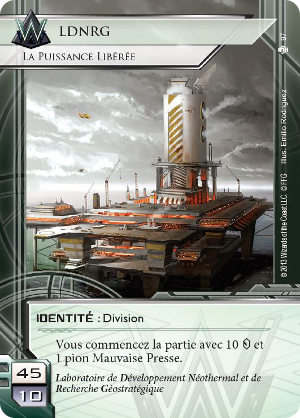 LDNRG
La Puissance Libérée
97
Illus. Emilio Rodriguez
© 2013 Wizards of the Coast LLC. © FFG
IDENTITÉ : Division
Vous commencez la partie avec 10 et
1 pion Mauvaise Presse.
Laboratoire de Développement Néothermal et de
Recherche Géostratégique
45
10